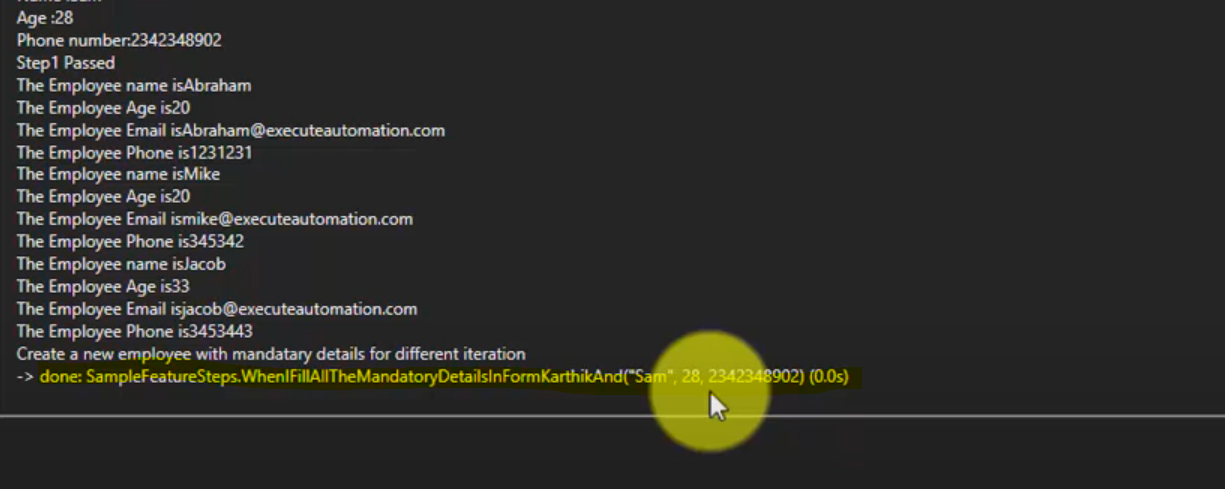 Age :28
Phone number:2342348902
Step1 Passed
The Employee name isAbraham
The Employee Age is20
The Employee Email isAbraham@executeautomation.com
The Employee Phone is1231231
The Employee name isMike
The Employee Age is20
The Employee Email ismike@executeautomation.com
The Employee Phone is345342
The Employee name isJacob
The Employee Age is33
The Employee Email isjacob@executeautomation.com
The Employee Phone is3453443
Create a new employee with mandatary details for different iteration
-> done: SampleFeatureSteps.WhenIFillAllTheMandatoryDetailsInFormKarthikAnd("Sam", 28, 2342348902) (0.0s)